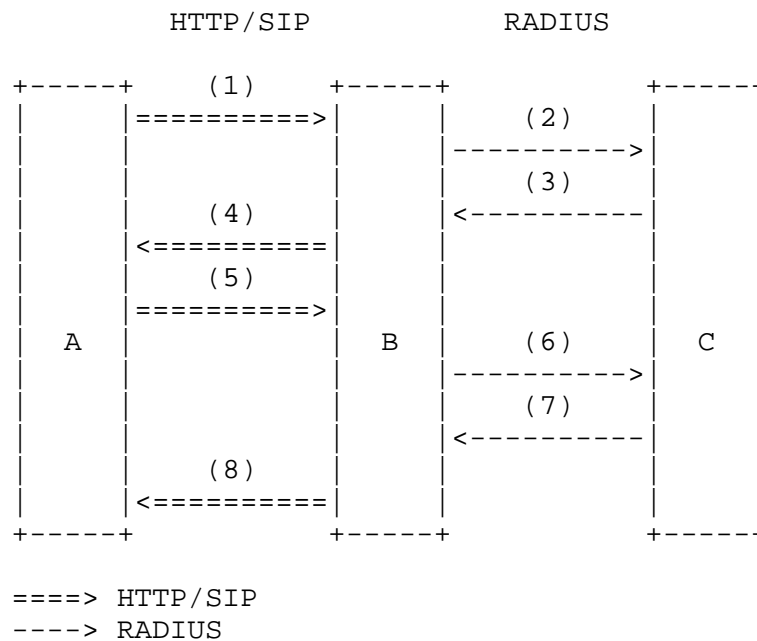 HTTP/SIP RADIUS
(1)
(2)
(3)
(4)
(5)
A B (6) C
(7)
(8)
====> HTTP/SIP
----> RADIUS